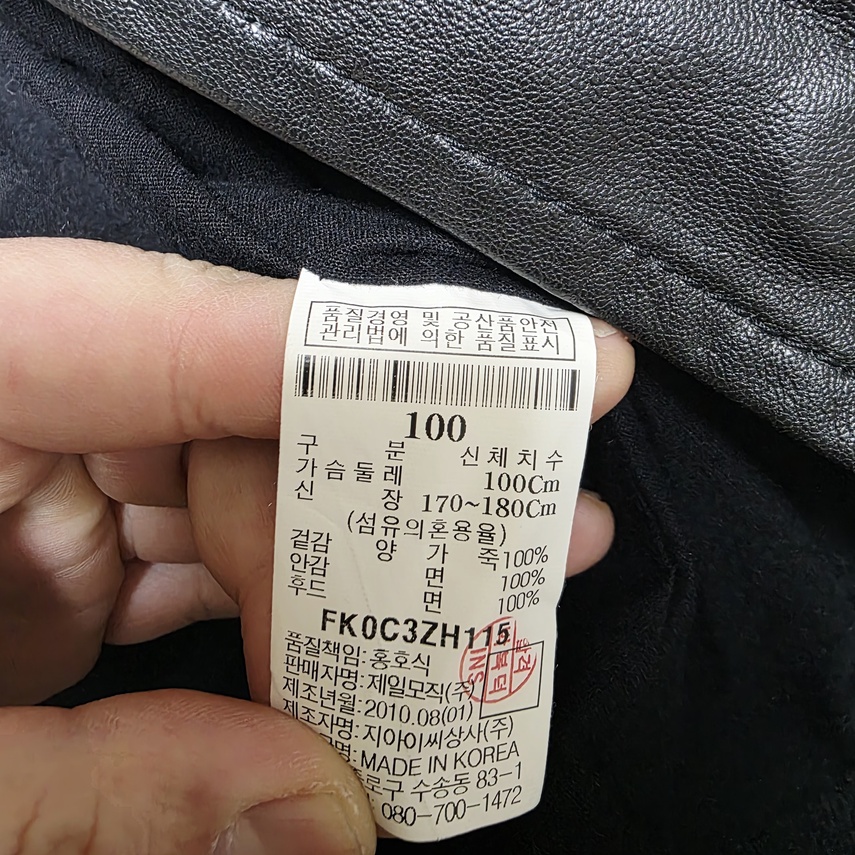 품질경영 및 공산품안전
관리법에 의한 품질표시
100
구 분 신체치수
가슴둘레 100Cm
신 장 170~180Cm
(섬유의혼용율)
겉감 양 가 죽 100%
안감 면 100%
후드 면 100%
FK0C3ZH115
품질책임: 홍호식
판매자명: 제일모직(주)
제조년월: 2010.08(01)
제조자명: 지아이씨상사(주)
MADE IN KOREA
수송동 83-1
080-700-1472
합격
INS